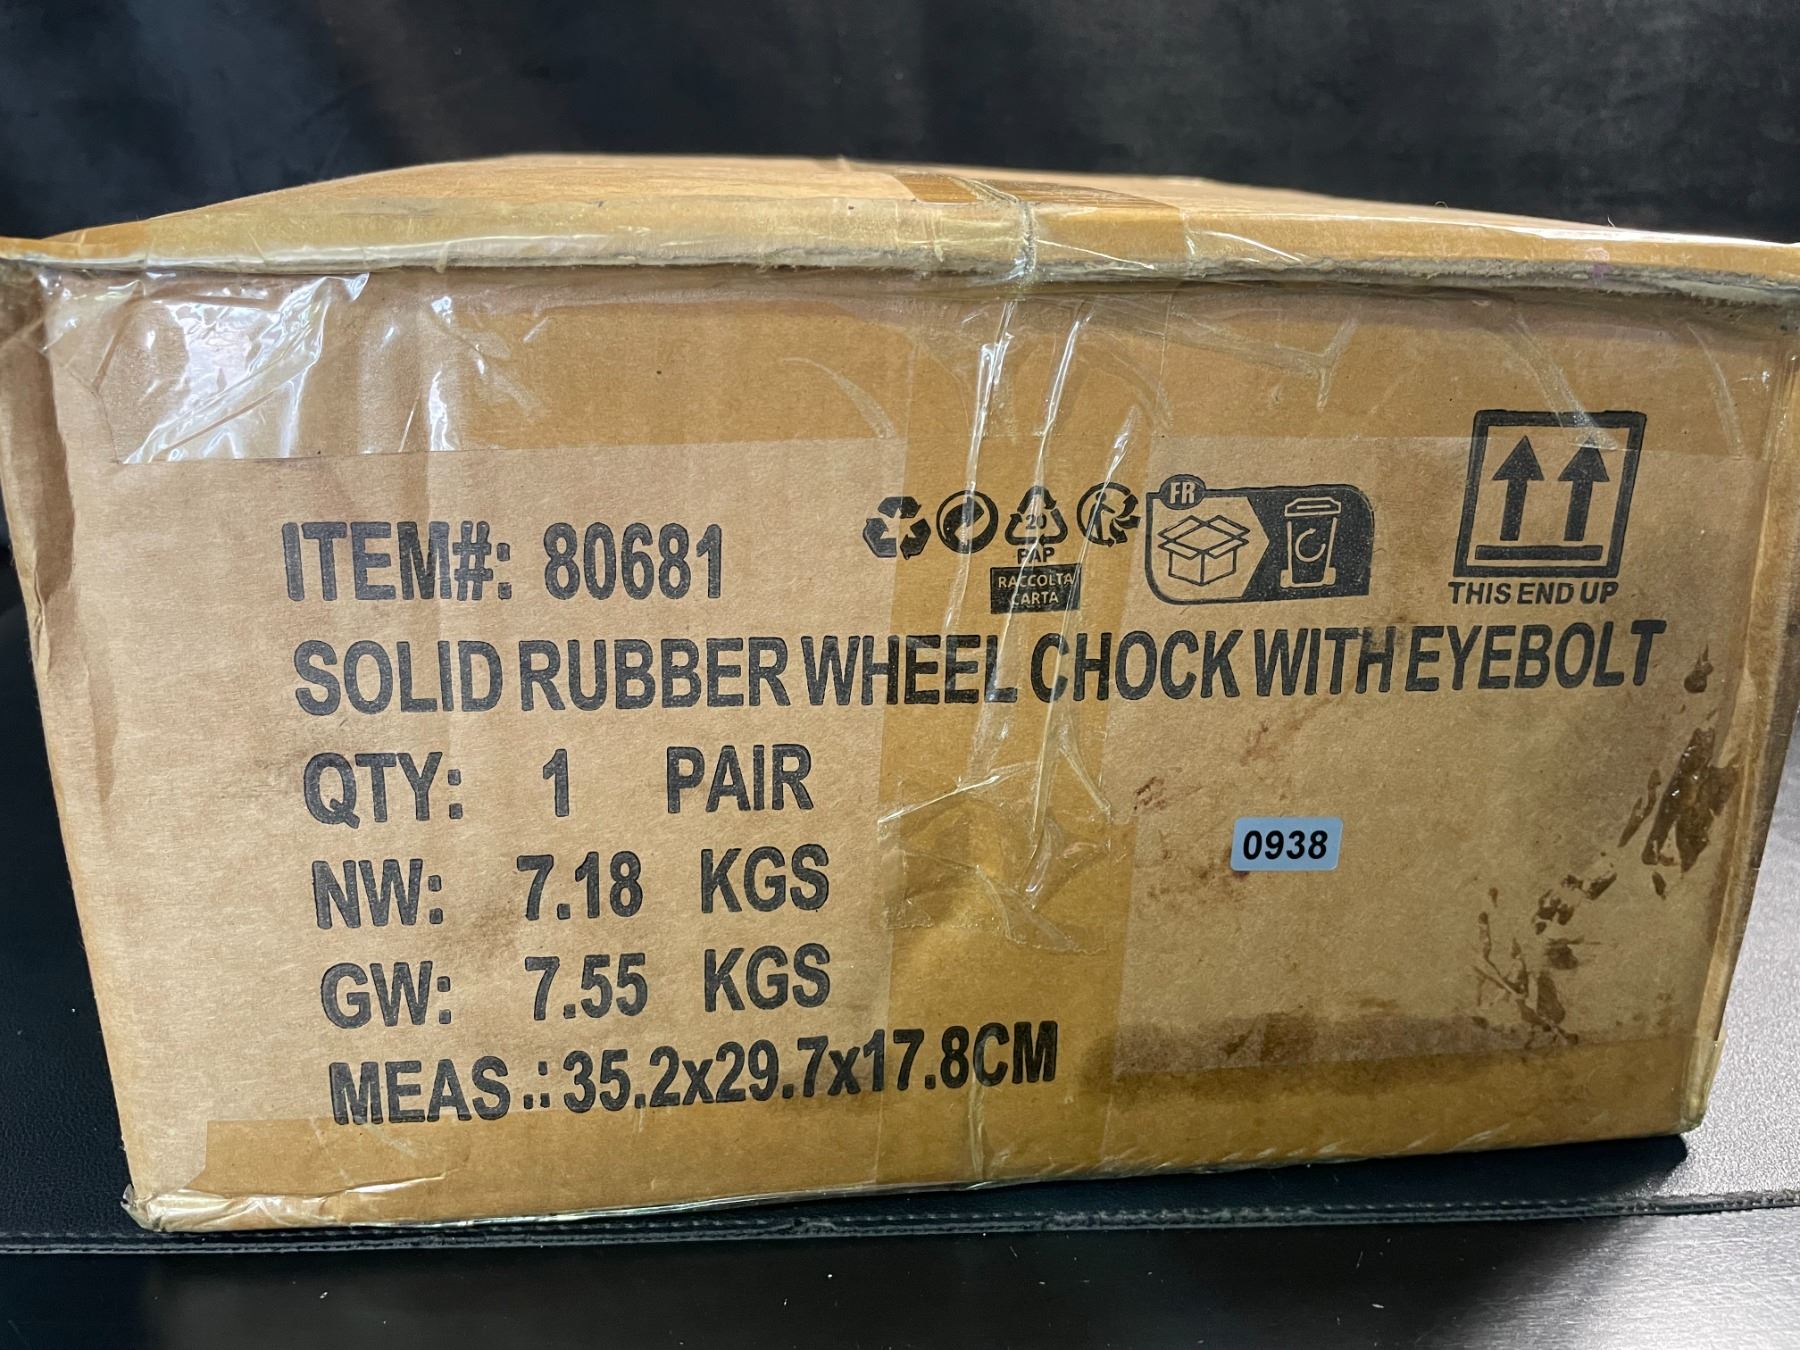 ITEM#: 80681
20
PAP
RACCOLTA
CARTA
FR
THIS END UP
SOLID RUBBER WHEEL CHOCK WITH EYEBOLT
QTY: 1 PAIR
NW: 7.18 KGS
0938
GW: 7.55 KGS
MEAS.: 35.2x29.7x17.8CM